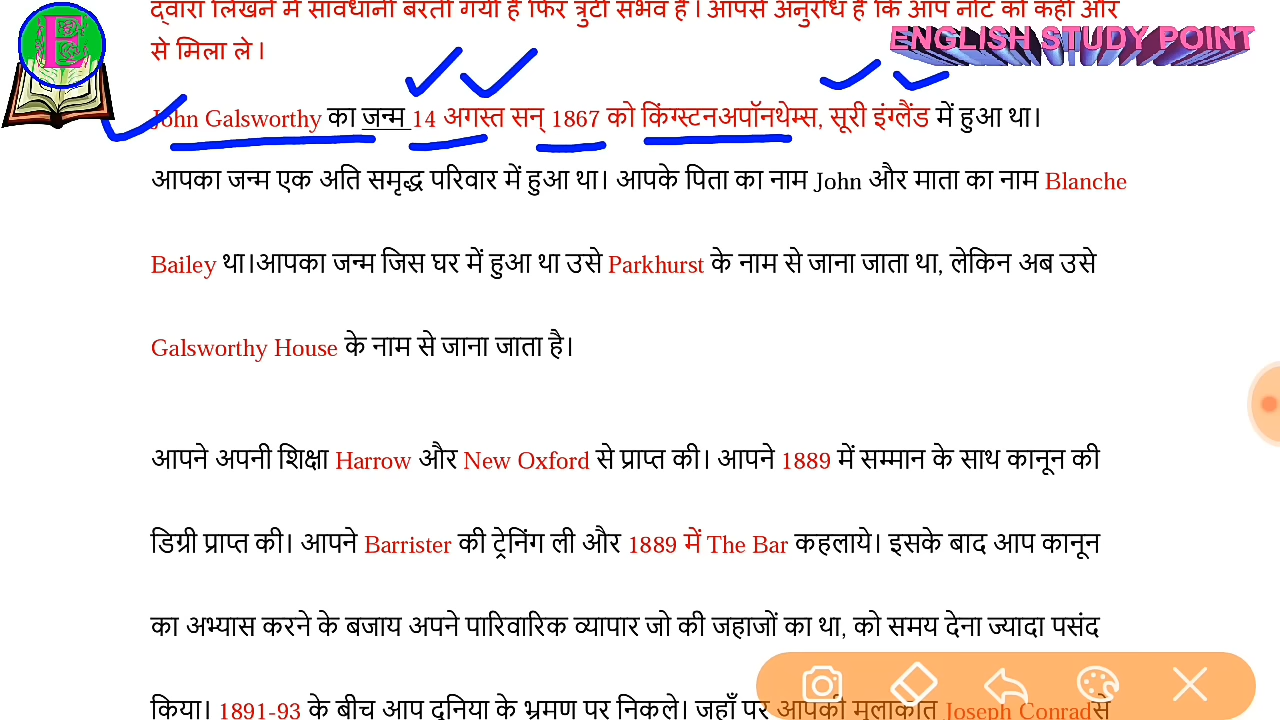 द्वारा लिखने में सावधानी बरती गयी है फिर त्रुटी संभव है । आपसे अनुरोध है कि आप नोट को कही और
से मिला ले ।
ENGLISH STUDY POINT
E
John Galsworthy का जन्म 14 अगस्त सन् 1867 को किंग्स्टनअपॉनथेम्स, सूरी इंग्लैंड में हुआ था।
आपका जन्म एक अति समृद्ध परिवार में हुआ था। आपके पिता का नाम John और माता का नाम Blanche
Bailey था।आपका जन्म जिस घर में हुआ था उसे Parkhurst के नाम से जाना जाता था, लेकिन अब उसे
Galsworthy House के नाम से जाना जाता है।
आपने अपनी शिक्षा Harrow और New Oxford से प्राप्त की। आपने 1889 में सम्मान के साथ कानून की
डिग्री प्राप्त की। आपने Barrister की ट्रेनिंग ली और 1889 में The Bar कहलाये। इसके बाद आप कानून
का अभ्यास करने के बजाय अपने पारिवारिक व्यापार जो की जहाजों का था, को समय देना ज्यादा पसंद
किया। 1891-93 के बीच आप दुनिया के भ्रमण पर निकले। जहाँ पर आपकी मुलाकात Joseph Conradसे